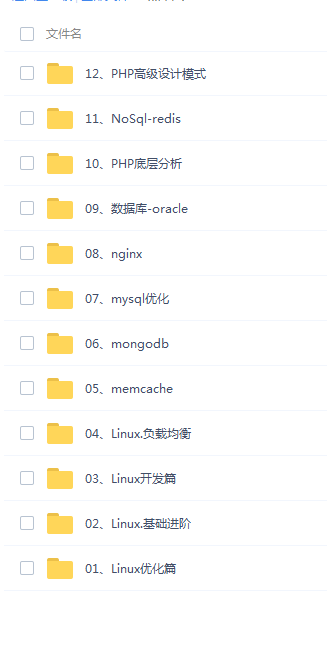 文件名
12、PHP高级设计模式
11、NoSql-redis
10、PHP底层分析
09、数据库-oracle
08、nginx
07、mysql优化
06、mongodb
05、memcache
04、Linux.负载均衡
03、Linux开发篇
02、Linux.基础进阶
01、Linux优化篇